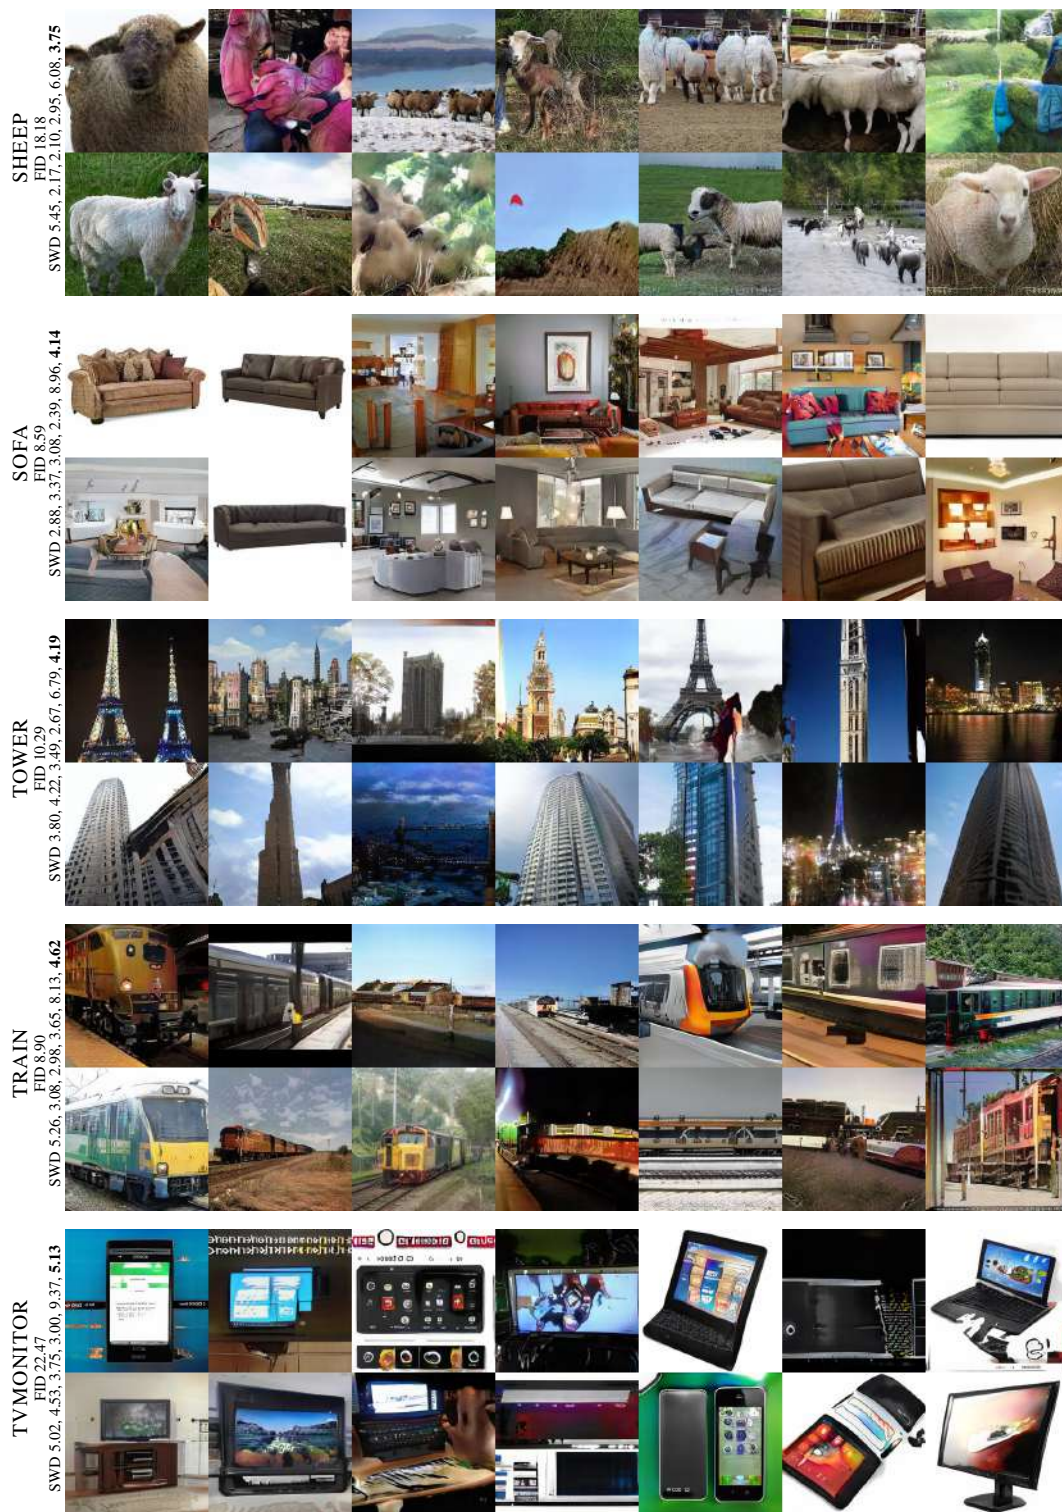 SHEEP
FID 18.18
SWD 5.45, 2.17, 2.10, 2.95, 6.08, 3.75
SOFA
FID 8.59
SWD 2.88, 3.37, 3.08, 2.39, 8.96, 4.14
TOWER
FID 10.29
SWD 3.80, 4.22, 3.49, 2.67, 6.79, 4.19
TRAIN
FID 8.90
SWD 5.26, 3.08, 2.98, 3.65, 8.13, 4.62
TVMONITOR
FID 22.47
SWD 5.02, 4.53, 3.75, 3.00, 9.37, 5.13